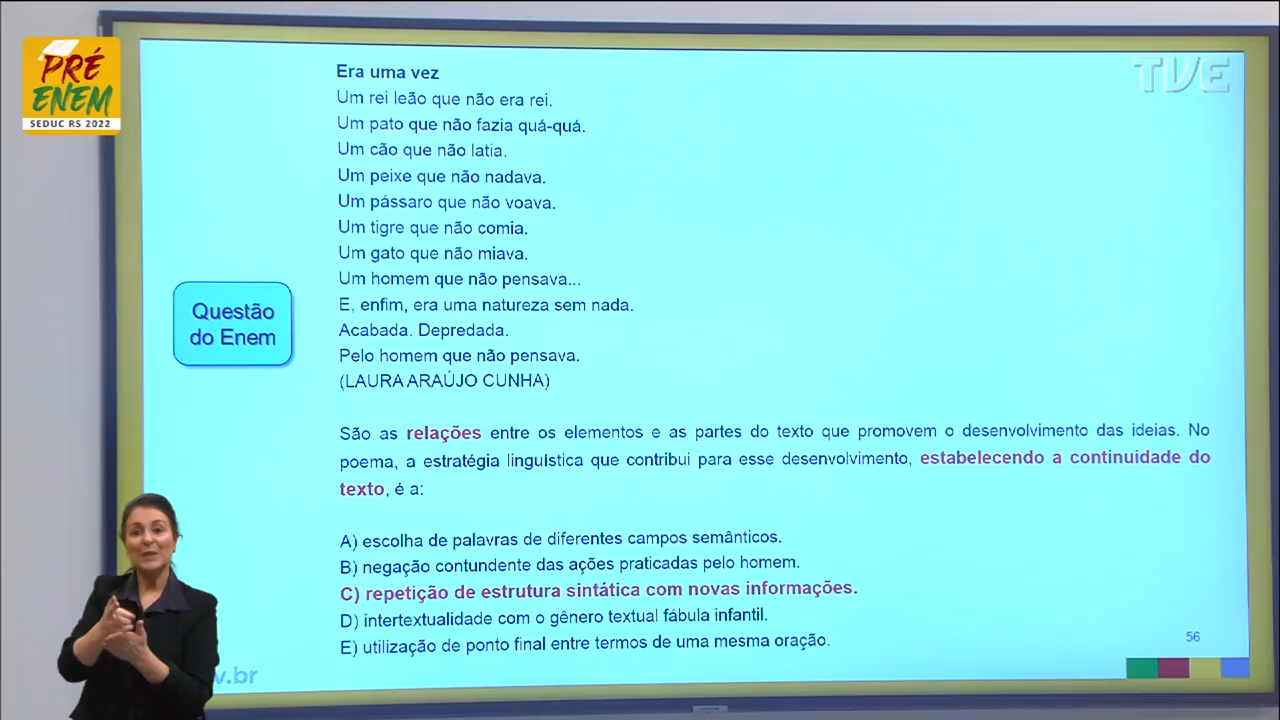 PRÉ
ENEM
SEDUC RS 2022
TVE
Era uma vez
Um rei leão que não era rei.
Um pato que não fazia quá-quá.
Um cão que não latia.
Um peixe que não nadava.
Um pássaro que não voava.
Um tigre que não comia.
Um gato que não miava.
Um homem que não pensava...
E, enfim, era uma natureza sem nada.
Acabada. Depredada.
Pelo homem que não pensava.
(LAURA ARAÚJO CUNHA)
Questão
do Enem
São as relações entre os elementos e as partes do texto que promovem o desenvolvimento das ideias. No
poema, a estratégia linguística que contribui para esse desenvolvimento, estabelecendo a continuidade do
texto, é a:
A) escolha de palavras de diferentes campos semânticos.
B) negação contundente das ações praticadas pelo homem.
C) repetição de estrutura sintática com novas informações.
D) intertextualidade com o gênero textual fábula infantil.
E) utilização de ponto final entre termos de uma mesma oração.
56
v.br